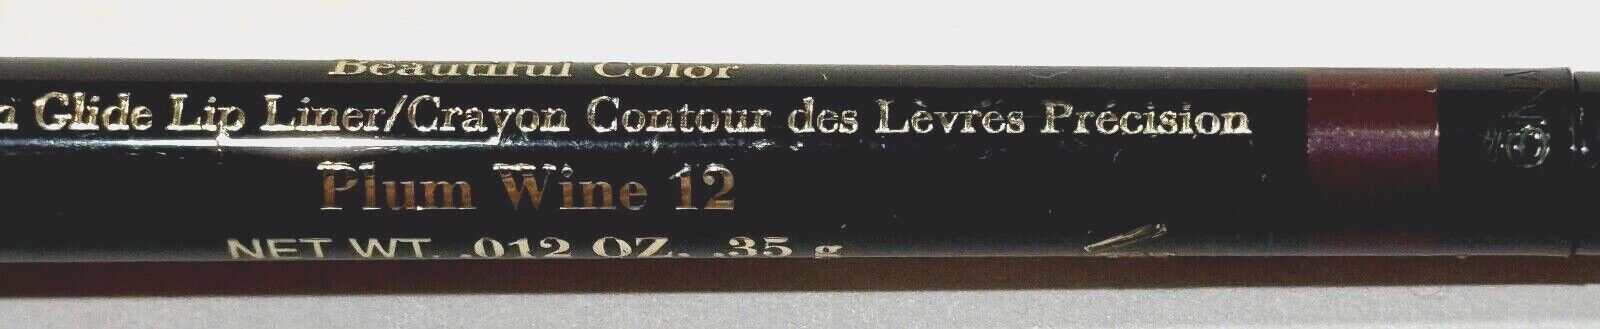 Beautiful Color
n Glide Lip Liner/Crayon Contour des Lèvres Précision
Plum Wine 12
NET WT. .012 OZ. .35 g